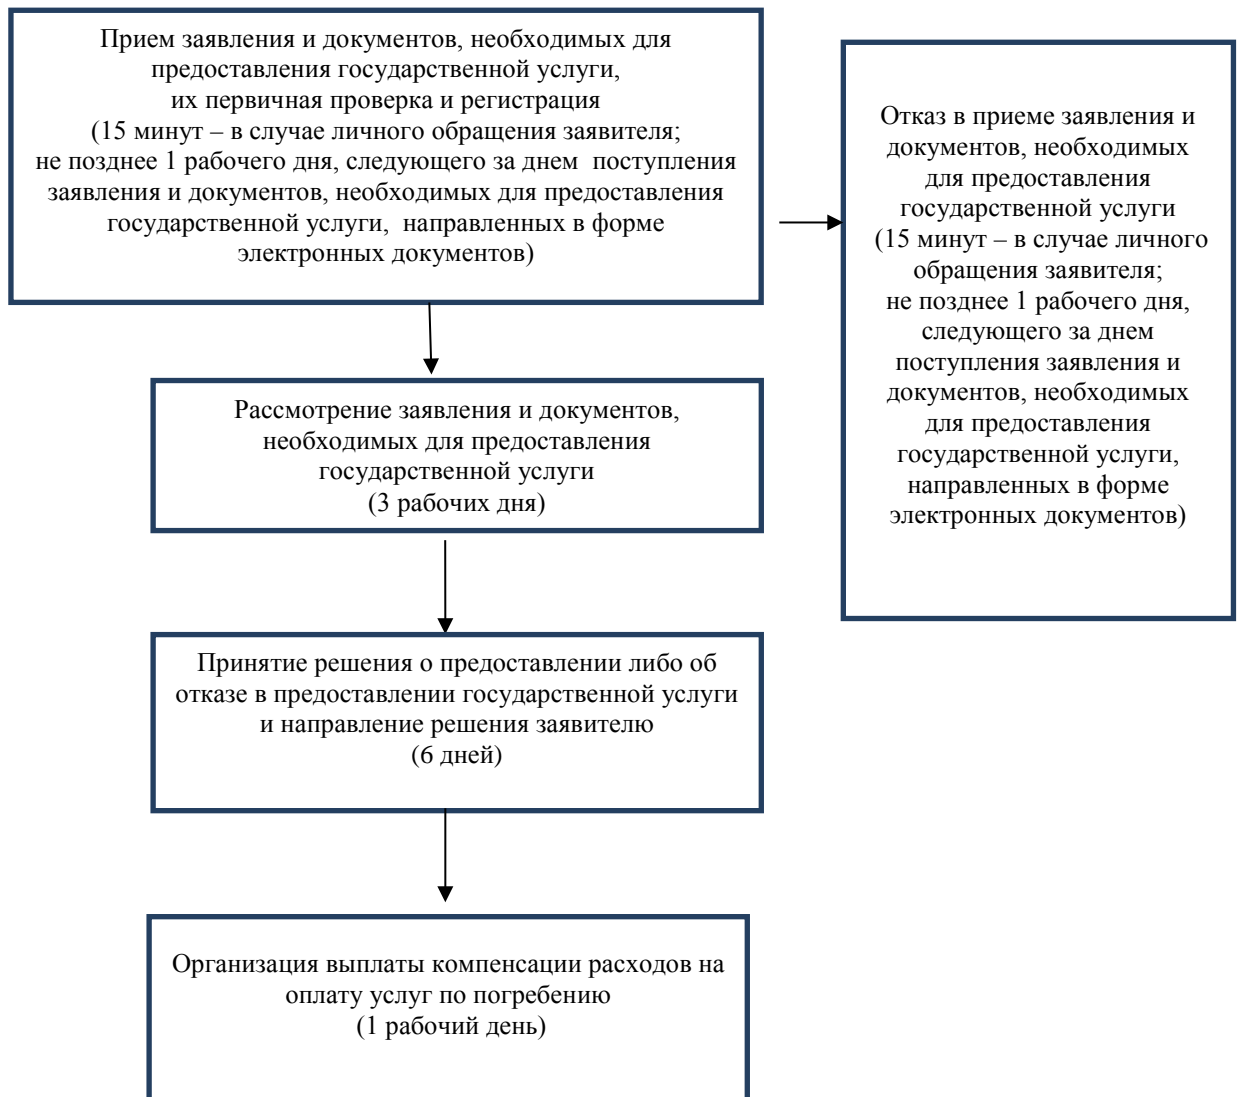 Прием заявления и документов, необходимых для
предоставления государственной услуги,
их первичная проверка и регистрация
(15 минут – в случае личного обращения заявителя;
не позднее 1 рабочего дня, следующего за днем поступления
заявления и документов, необходимых для предоставления
государственной услуги, направленных в форме
электронных документов)
Отказ в приеме заявления и
документов, необходимых
для предоставления
государственной услуги
(15 минут – в случае личного
обращения заявителя;
не позднее 1 рабочего дня,
следующего за днем
поступления заявления и
документов, необходимых
для предоставления
государственной услуги,
направленных в форме
электронных документов)
Рассмотрение заявления и документов,
необходимых для предоставления
государственной услуги
(3 рабочих дня)
Принятие решения о предоставлении либо об
отказе в предоставлении государственной услуги
и направление решения заявителю
(6 дней)
Организация выплаты компенсации расходов на
оплату услуг по погребению
(1 рабочий день)